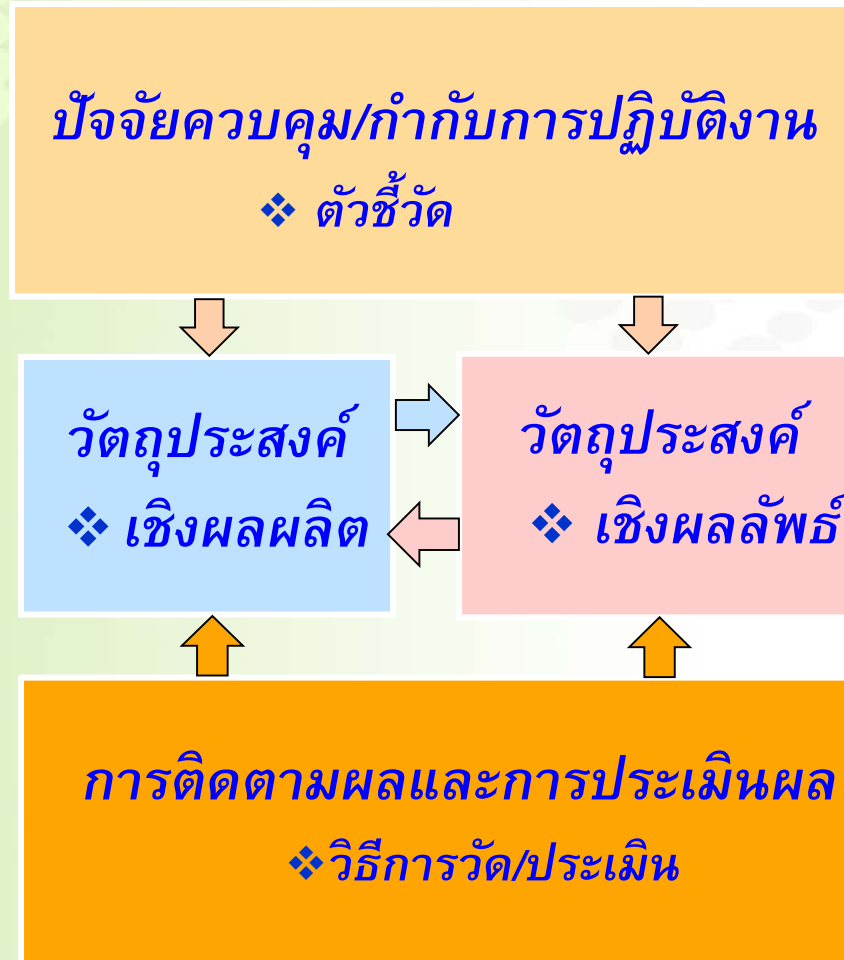 ปัจจัยควบคุม/กำกับการปฏิบัติงาน
❖ ตัวชี้วัด
วัตถุประสงค์
❖ เชิงผลผลิต
วัตถุประสงค์
❖ เชิงผลลัพธ์
การติดตามผลและการประเมินผล
❖วิธีการวัด/ประเมิน